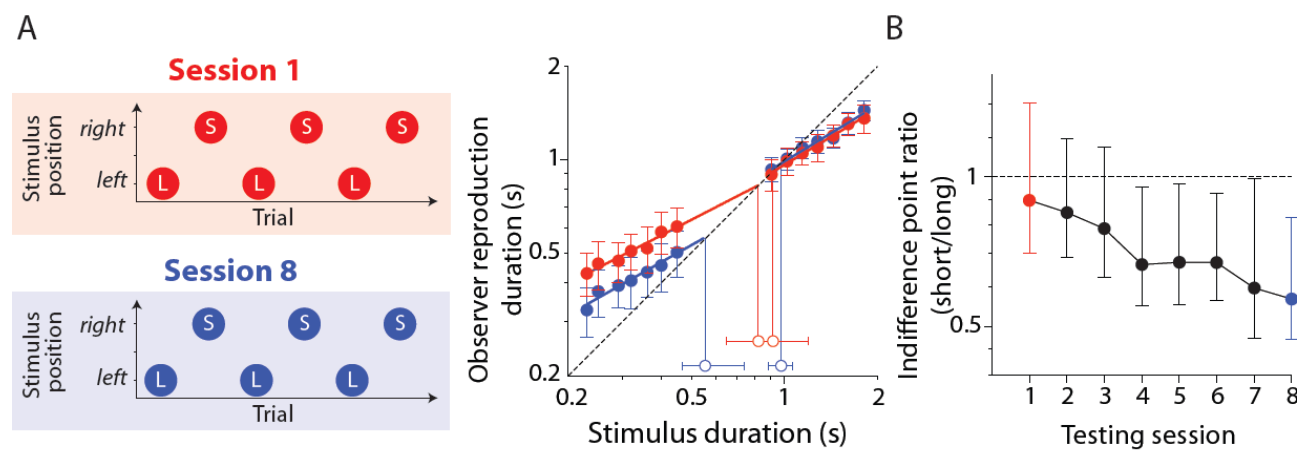 A
Session 1
Stimulus
position
right
left
S S S
L L L
Trial
Session 8
Stimulus
position
right
left
S S S
L L L
Trial
Observer reproduction
duration (s)
2
1
0.5
0.2
0.2 0.5 1 2
Stimulus duration (s)
B
Indifference point ratio
(short/long)
1
0.5
1 2 3 4 5 6 7 8
Testing session